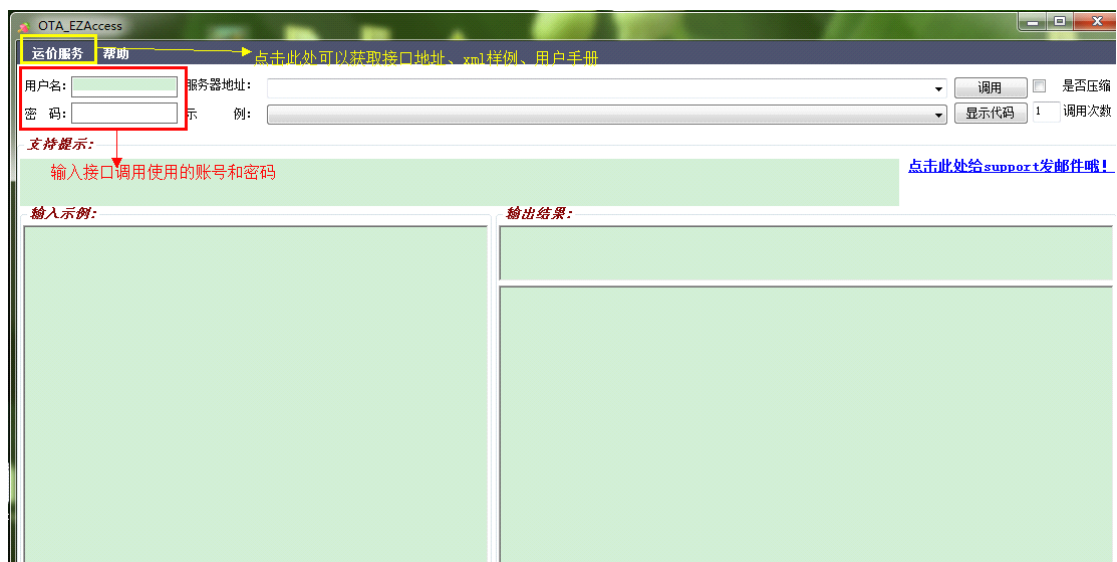 OTA_EZAccess
运价服务 帮助
点击此处可以获取接口地址、xml样例、用户手册
用户名: 服务器地址: 调用 是否压缩
密 码: 示 例: 显示代码 1 调用次数
支持提示:
输入接口调用使用的账号和密码
点击此处给support发邮件哦!
输入示例: 输出结果: